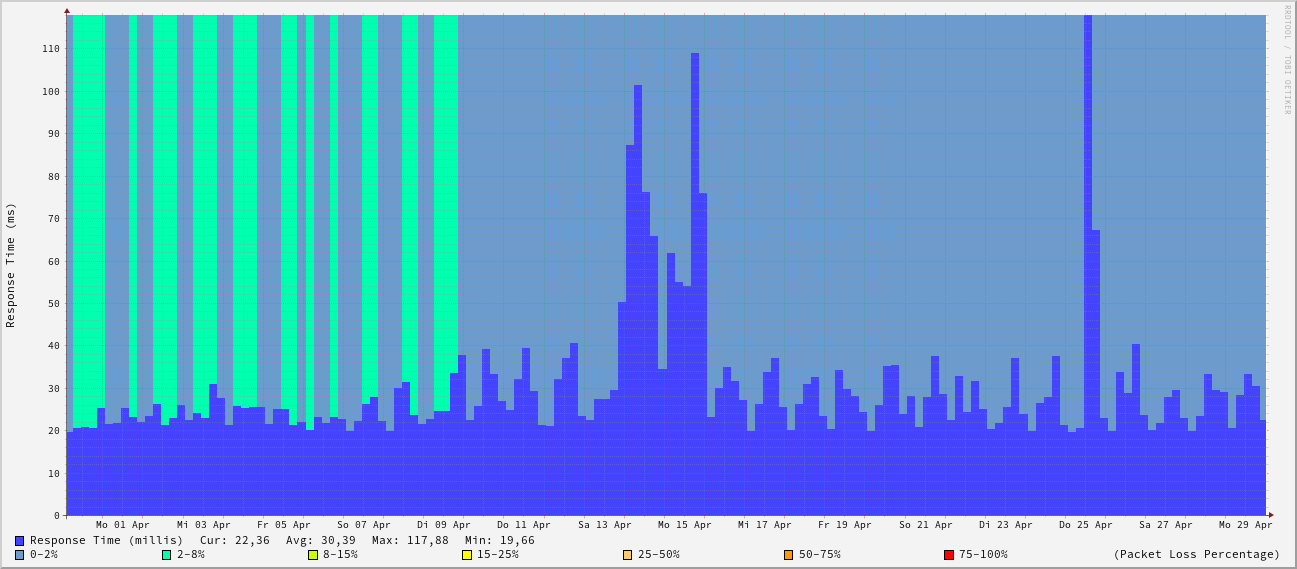 RRDTOOL / TOBI OETIKER
Response Time (ms)
110
100
90
80
70
60
50
40
30
20
10
0
Mo 01 Apr Mi 03 Apr Fr 05 Apr So 07 Apr Di 09 Apr Do 11 Apr Sa 13 Apr Mo 15 Apr Mi 17 Apr Fr 19 Apr So 21 Apr Di 23 Apr Do 25 Apr Sa 27 Apr Mo 29 Apr
Response Time (millis) Cur: 22,36 Avg: 30,39 Max: 117,88 Min: 19,66
0-2% 2-8% 8-15% 15-25% 25-50% 50-75% 75-100% (Packet Loss Percentage)